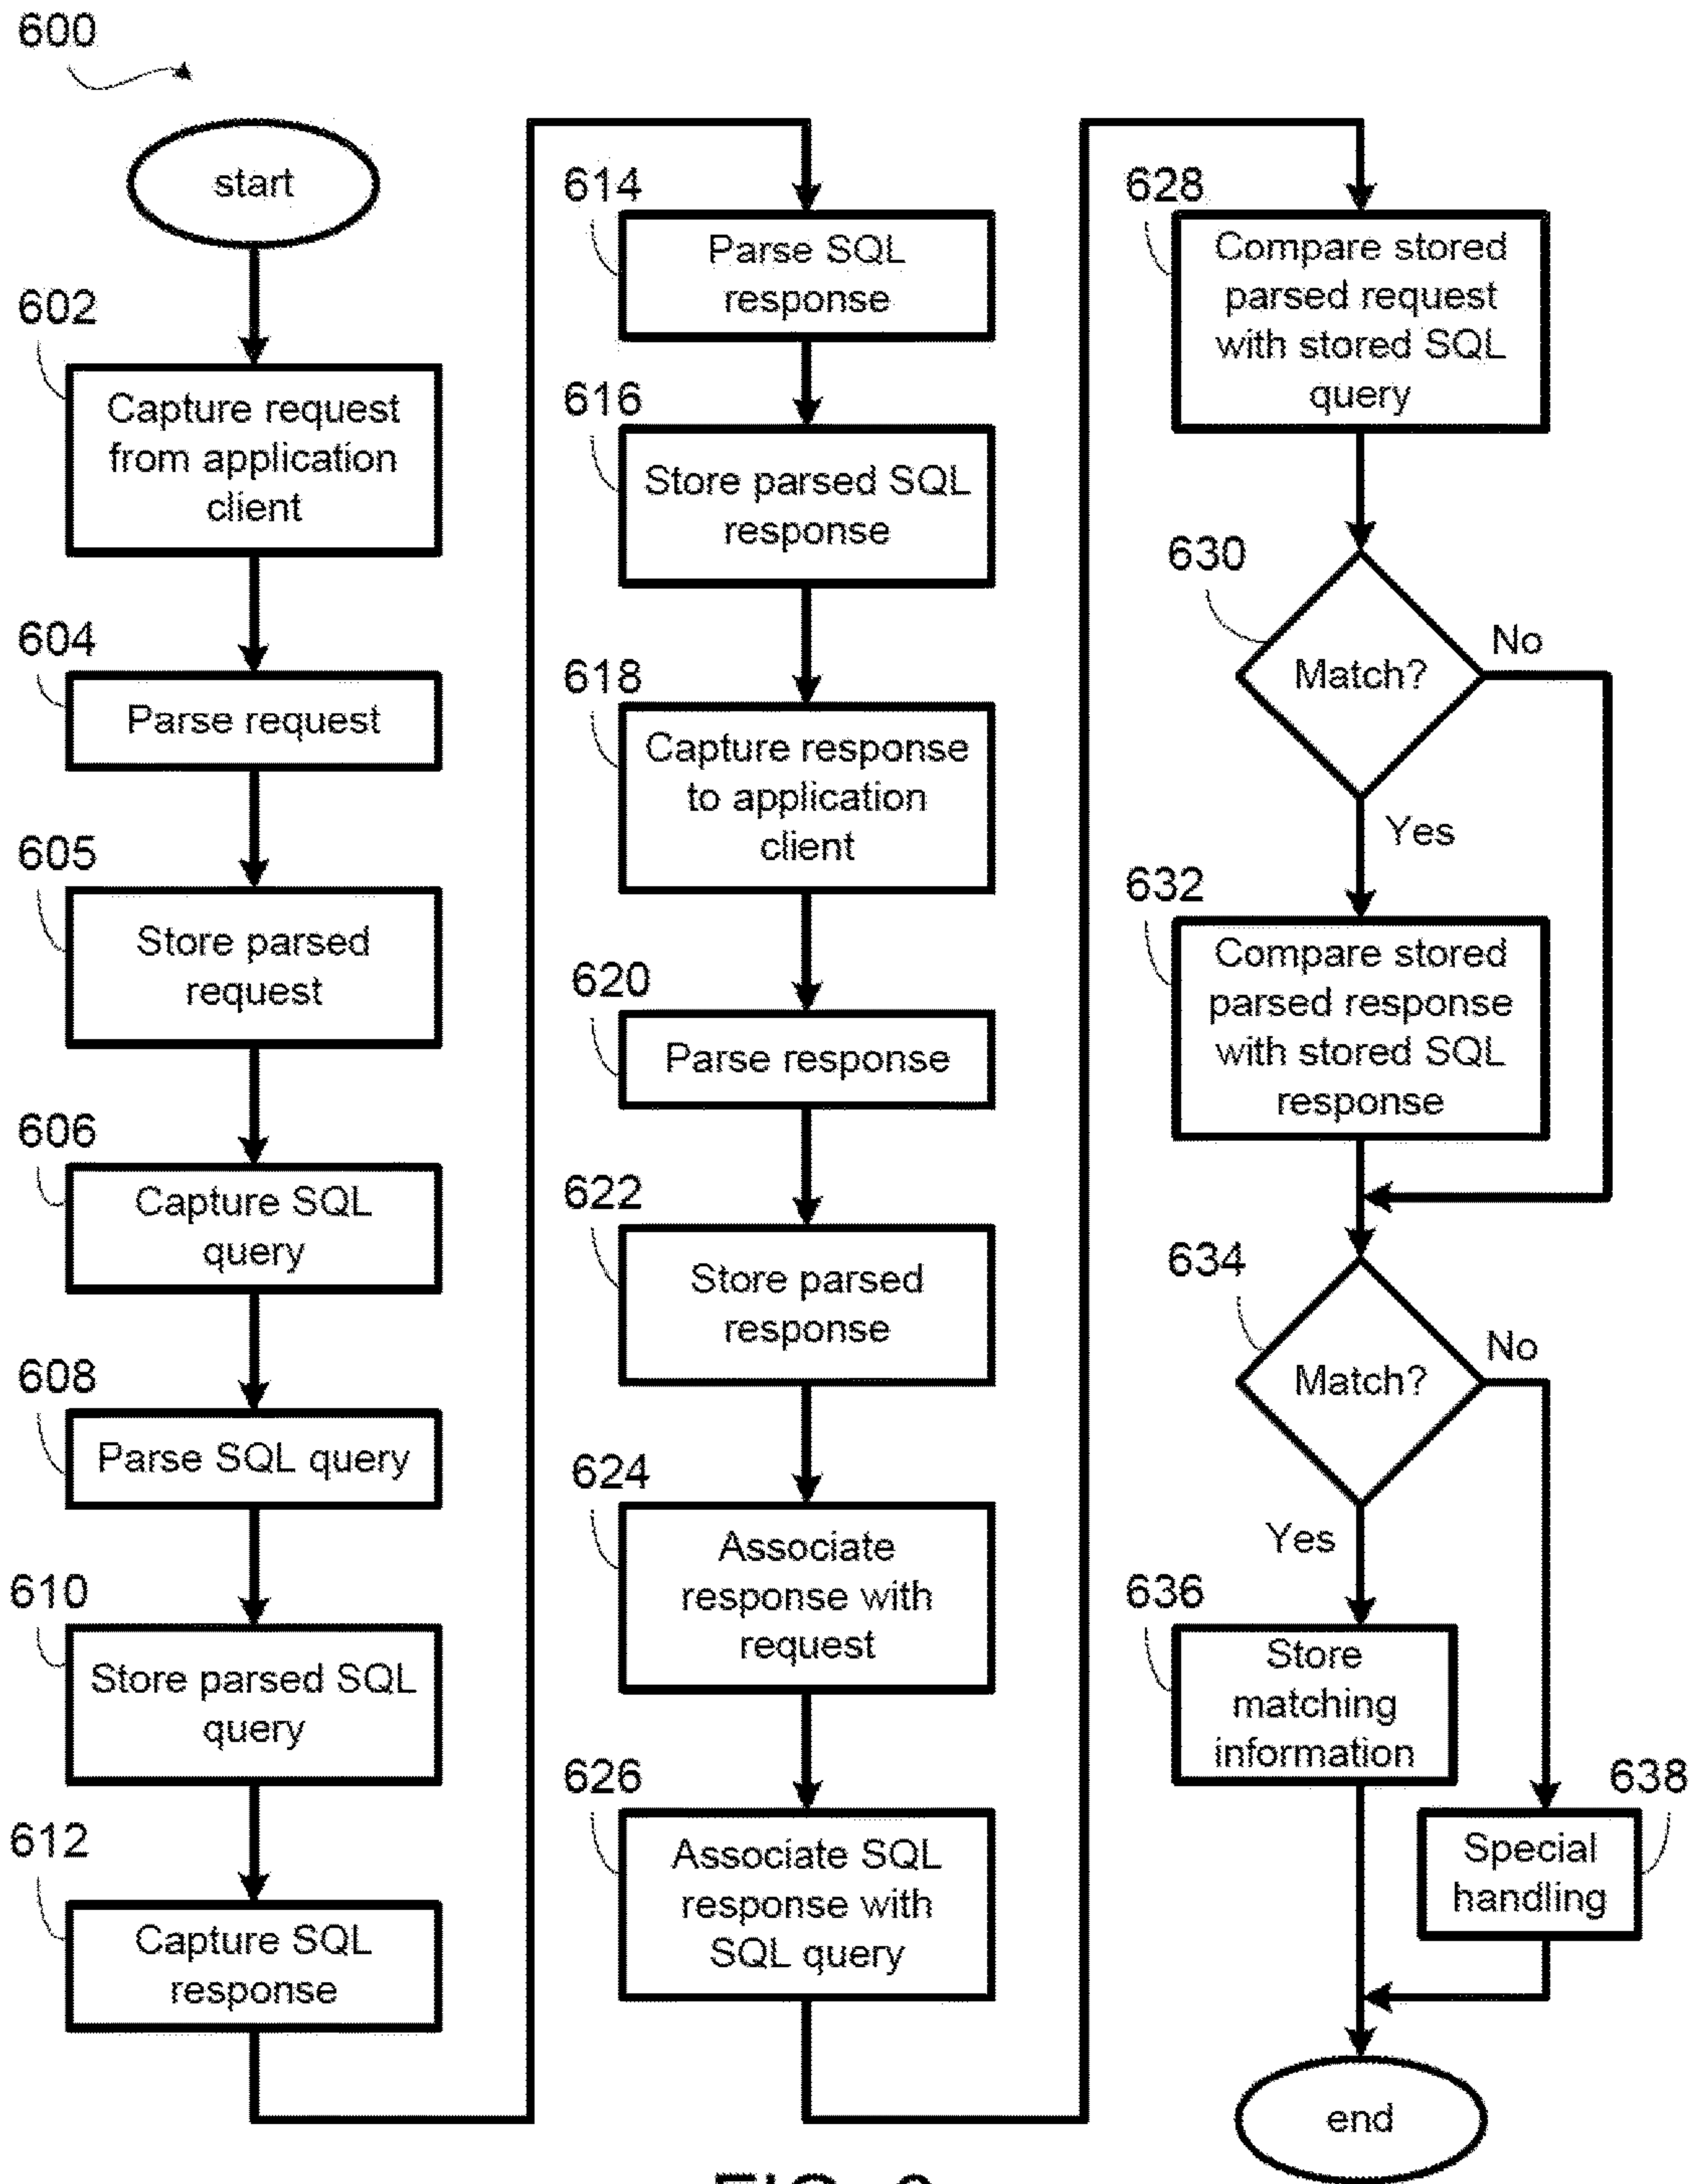 600
start
602
Capture request
from application
client
604
Parse request
605
Store parsed
request
606
Capture SQL
query
608
Parse SQL query
610
Store parsed SQL
query
612
Capture SQL
response
614
Parse SQL
response
616
Store parsed SQL
response
618
Capture response
to application
client
620
Parse response
622
Store parsed
response
624
Associate
response with
request
626
Associate SQL
response with
SQL query
628
Compare stored
parsed request
with stored SQL
query
630
Match?
No
Yes
632
Compare stored
parsed response
with stored SQL
response
634
Match?
No
Yes
636
Store
matching
information
638
Special
handling
end